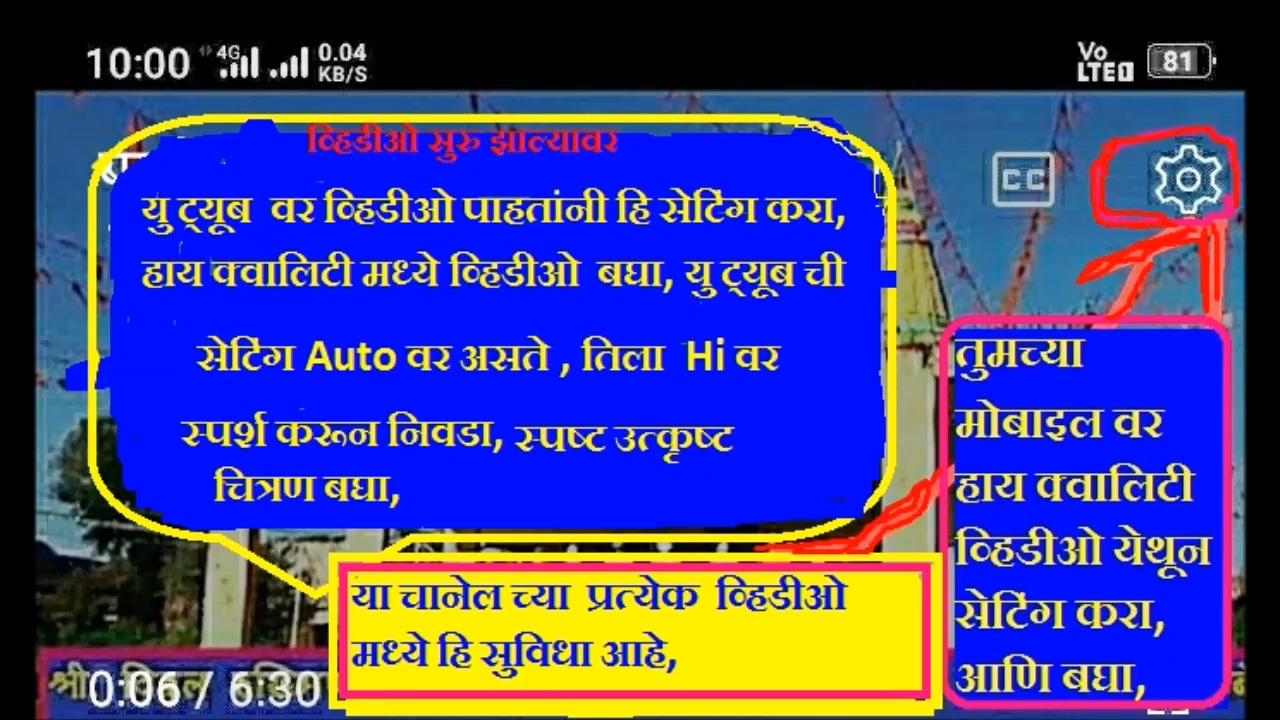 10:00 4G 0.04 KB/S Vo LTE 81
व्हिडीओ सुरु झाल्यावर
यु ट्यूब वर व्हिडीओ पाहतांनी हि सेटिंग करा,
हाय क्वालिटी मध्ये व्हिडीओ बघा, यु ट्यूब ची
सेटिंग Auto वर असते , तिला Hi वर
स्पर्श करून निवडा, स्पष्ट उत्कृष्ट
चित्रण बघा,
CC
तुमच्या
मोबाइल वर
हाय क्वालिटी
व्हिडीओ येथून
सेटिंग करा,
आणि बघा,
या चानेल च्या प्रत्येक व्हिडीओ
मध्ये हि सुविधा आहे,
श्री
0:06 / 6:30